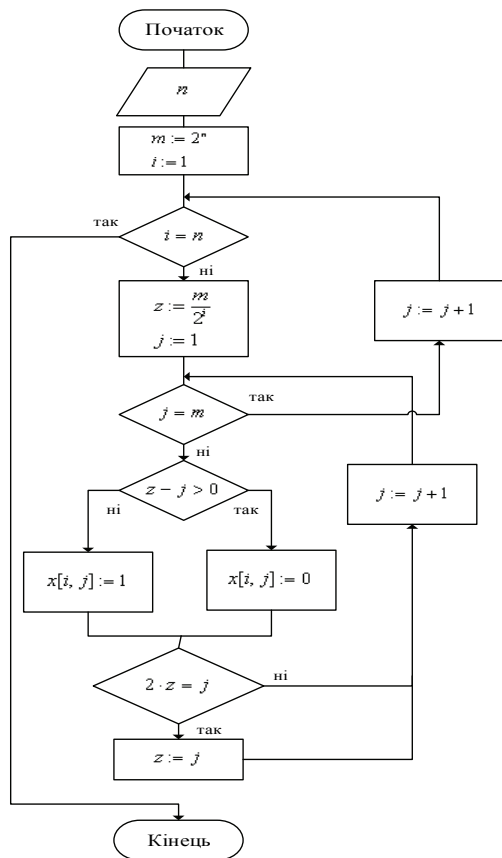 Початок
n
m := 2ⁿ
i := 1
так
i = n
ні
z := m/2ʲ
j := 1
j := j + 1
так
j = m
ні
z − j > 0
ні
так
j := j + 1
x[i, j] := 1
x[i, j] := 0
2 · z = j
ні
так
z := j
Кінець